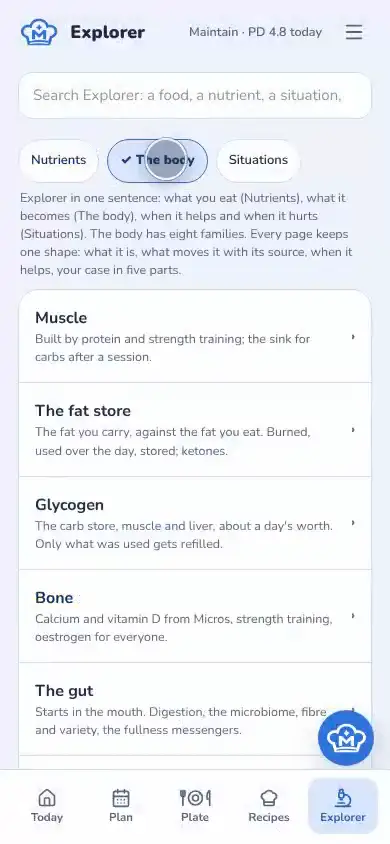 Explorer
Maintain · PD 4.8 today
Search Explorer: a food, a nutrient, a situation,
Nutrients
✓ The body
Situations
Explorer in one sentence: what you eat (Nutrients), what it
becomes (The body), when it helps and when it hurts
(Situations). The body has eight families. Every page keeps
one shape: what it is, what moves it with its source, when it
helps, your case in five parts.
Muscle
Built by protein and strength training; the sink for
carbs after a session.
The fat store
The fat you carry, against the fat you eat. Burned,
used over the day, stored; ketones.
Glycogen
The carb store, muscle and liver, about a day's worth.
Only what was used gets refilled.
Bone
Calcium and vitamin D from Micros, strength training,
oestrogen for everyone.
The gut
Starts in the mouth. Digestion, the microbiome, fibre
and variety, the fullness messengers.
Today
Plan
Plate
Recipes
Explorer